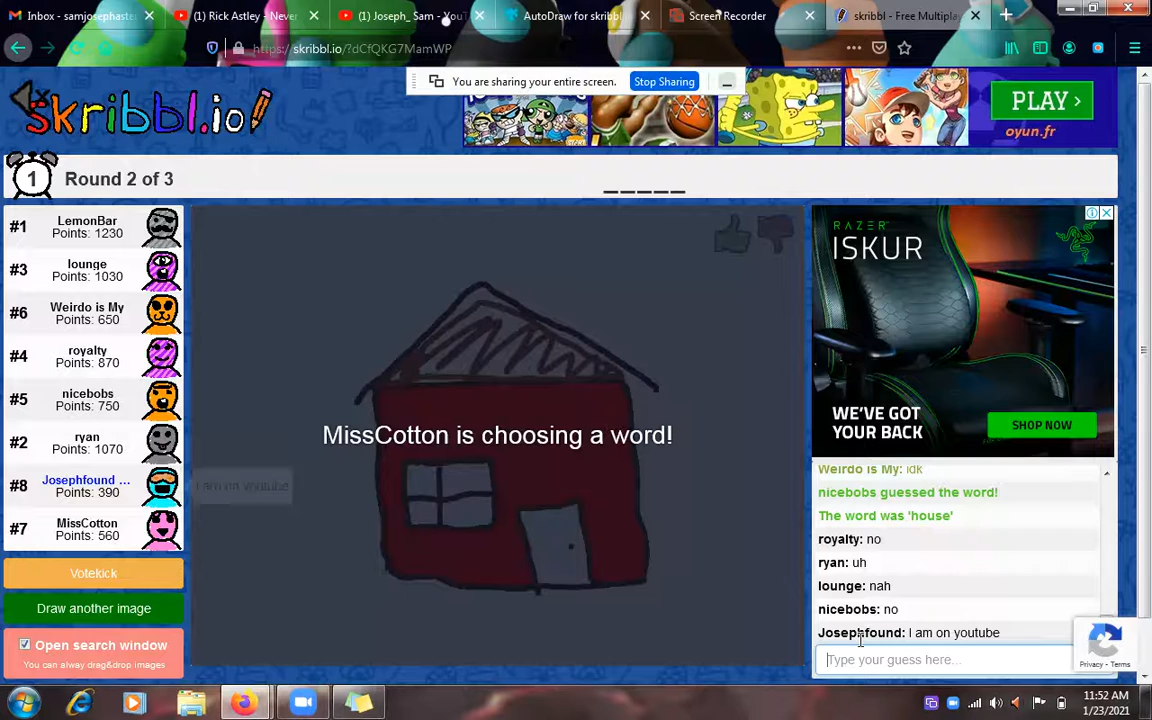 Inbox - samjosephaste
(1) Rick Astley - Never
(1) Joseph_ Sam - YouT
AutoDraw for skribbl
Screen Recorder
skribbl - Free Multipla
https://skribbl.io/?dCfQKG7MamWP
You are sharing your entire screen.
Stop Sharing
skribbl.io
PLAY >
oyun.fr
1
Round 2 of 3
_____
#1 LemonBar
Points: 1230
#3 lounge
Points: 1030
#6 Weirdo is My
Points: 650
#4 royalty
Points: 870
#5 nicebobs
Points: 750
#2 ryan
Points: 1070
#8 Josephfound ...
Points: 390
#7 MissCotton
Points: 560
Votekick
Draw another image
Open search window
You can alway drag&drop images
MissCotton is choosing a word!
I am on youtube
RAZER
ISKUR
WE'VE GOT
YOUR BACK
SHOP NOW
Weirdo is My: idk
nicebobs guessed the word!
The word was 'house'
royalty: no
ryan: uh
lounge: nah
nicebobs: no
Josephfound: I am on youtube
Type your guess here...
Privacy - Terms
11:52 AM
1/23/2021